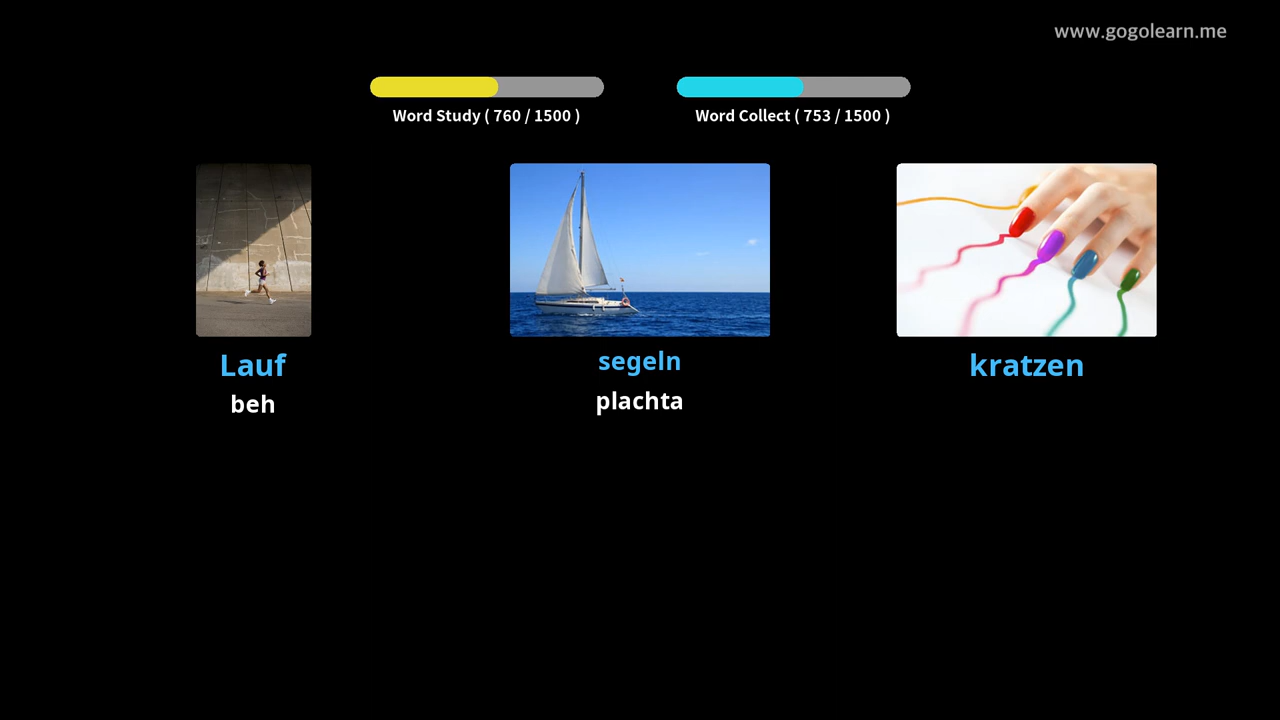 www.gogolearn.me
Word Study ( 760 / 1500 )
Word Collect ( 753 / 1500 )
Lauf
beh
segeln
plachta
kratzen